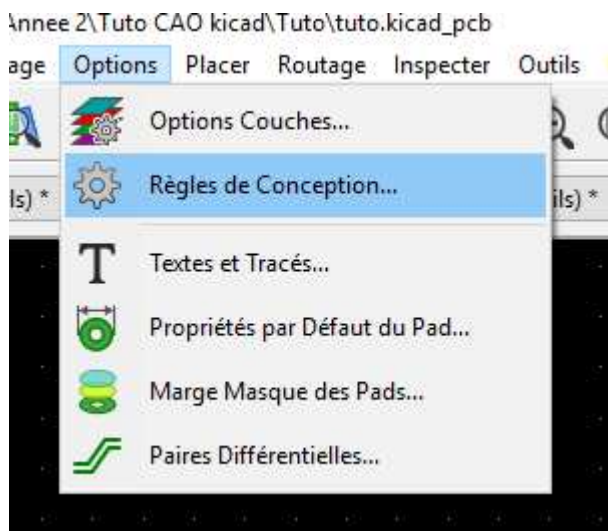 Annee 2\Tuto CAO kicad\Tuto\tuto.kicad_pcb
age Options Placer Routage Inspecter Outils
Options Couches...
ls) * Règles de Conception... ils) *
Textes et Tracés...
Propriétés par Défaut du Pad...
Marge Masque des Pads...
Paires Différentielles...